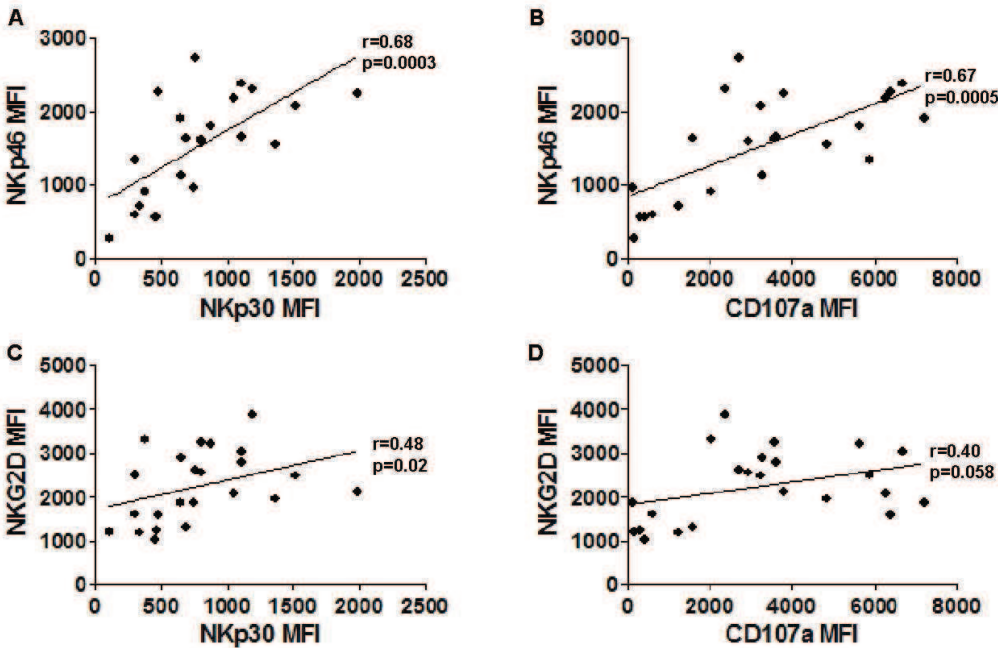 A
3000
2000
1000
0
NKp46 MFI
r=0.68
p=0.0003
0 500 1000 1500 2000 2500
NKp30 MFI
B
3000
2000
1000
0
NKp46 MFI
r=0.67
p=0.0005
0 2000 4000 6000 8000
CD107a MFI
C
5000
4000
3000
2000
1000
0
NKG2D MFI
r=0.48
p=0.02
0 500 1000 1500 2000 2500
NKp30 MFI
D
5000
4000
3000
2000
1000
0
NKG2D MFI
r=0.40
p=0.058
0 2000 4000 6000 8000
CD107a MFI